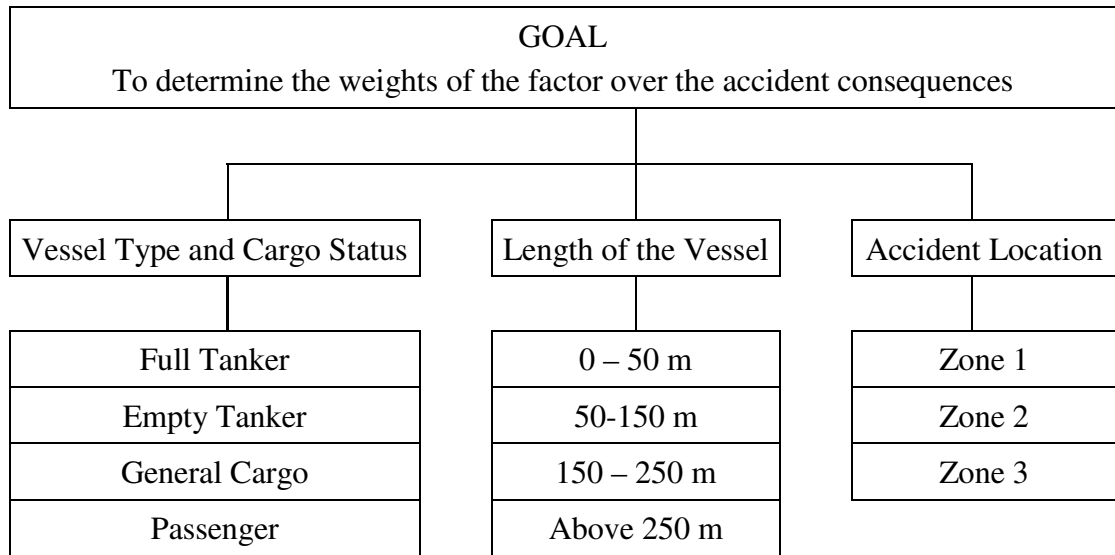 GOAL
To determine the weights of the factor over the accident consequences
Vessel Type and Cargo Status
Length of the Vessel
Accident Location
Full Tanker
0 – 50 m
Zone 1
Empty Tanker
50-150 m
Zone 2
General Cargo
150 – 250 m
Zone 3
Passenger
Above 250 m